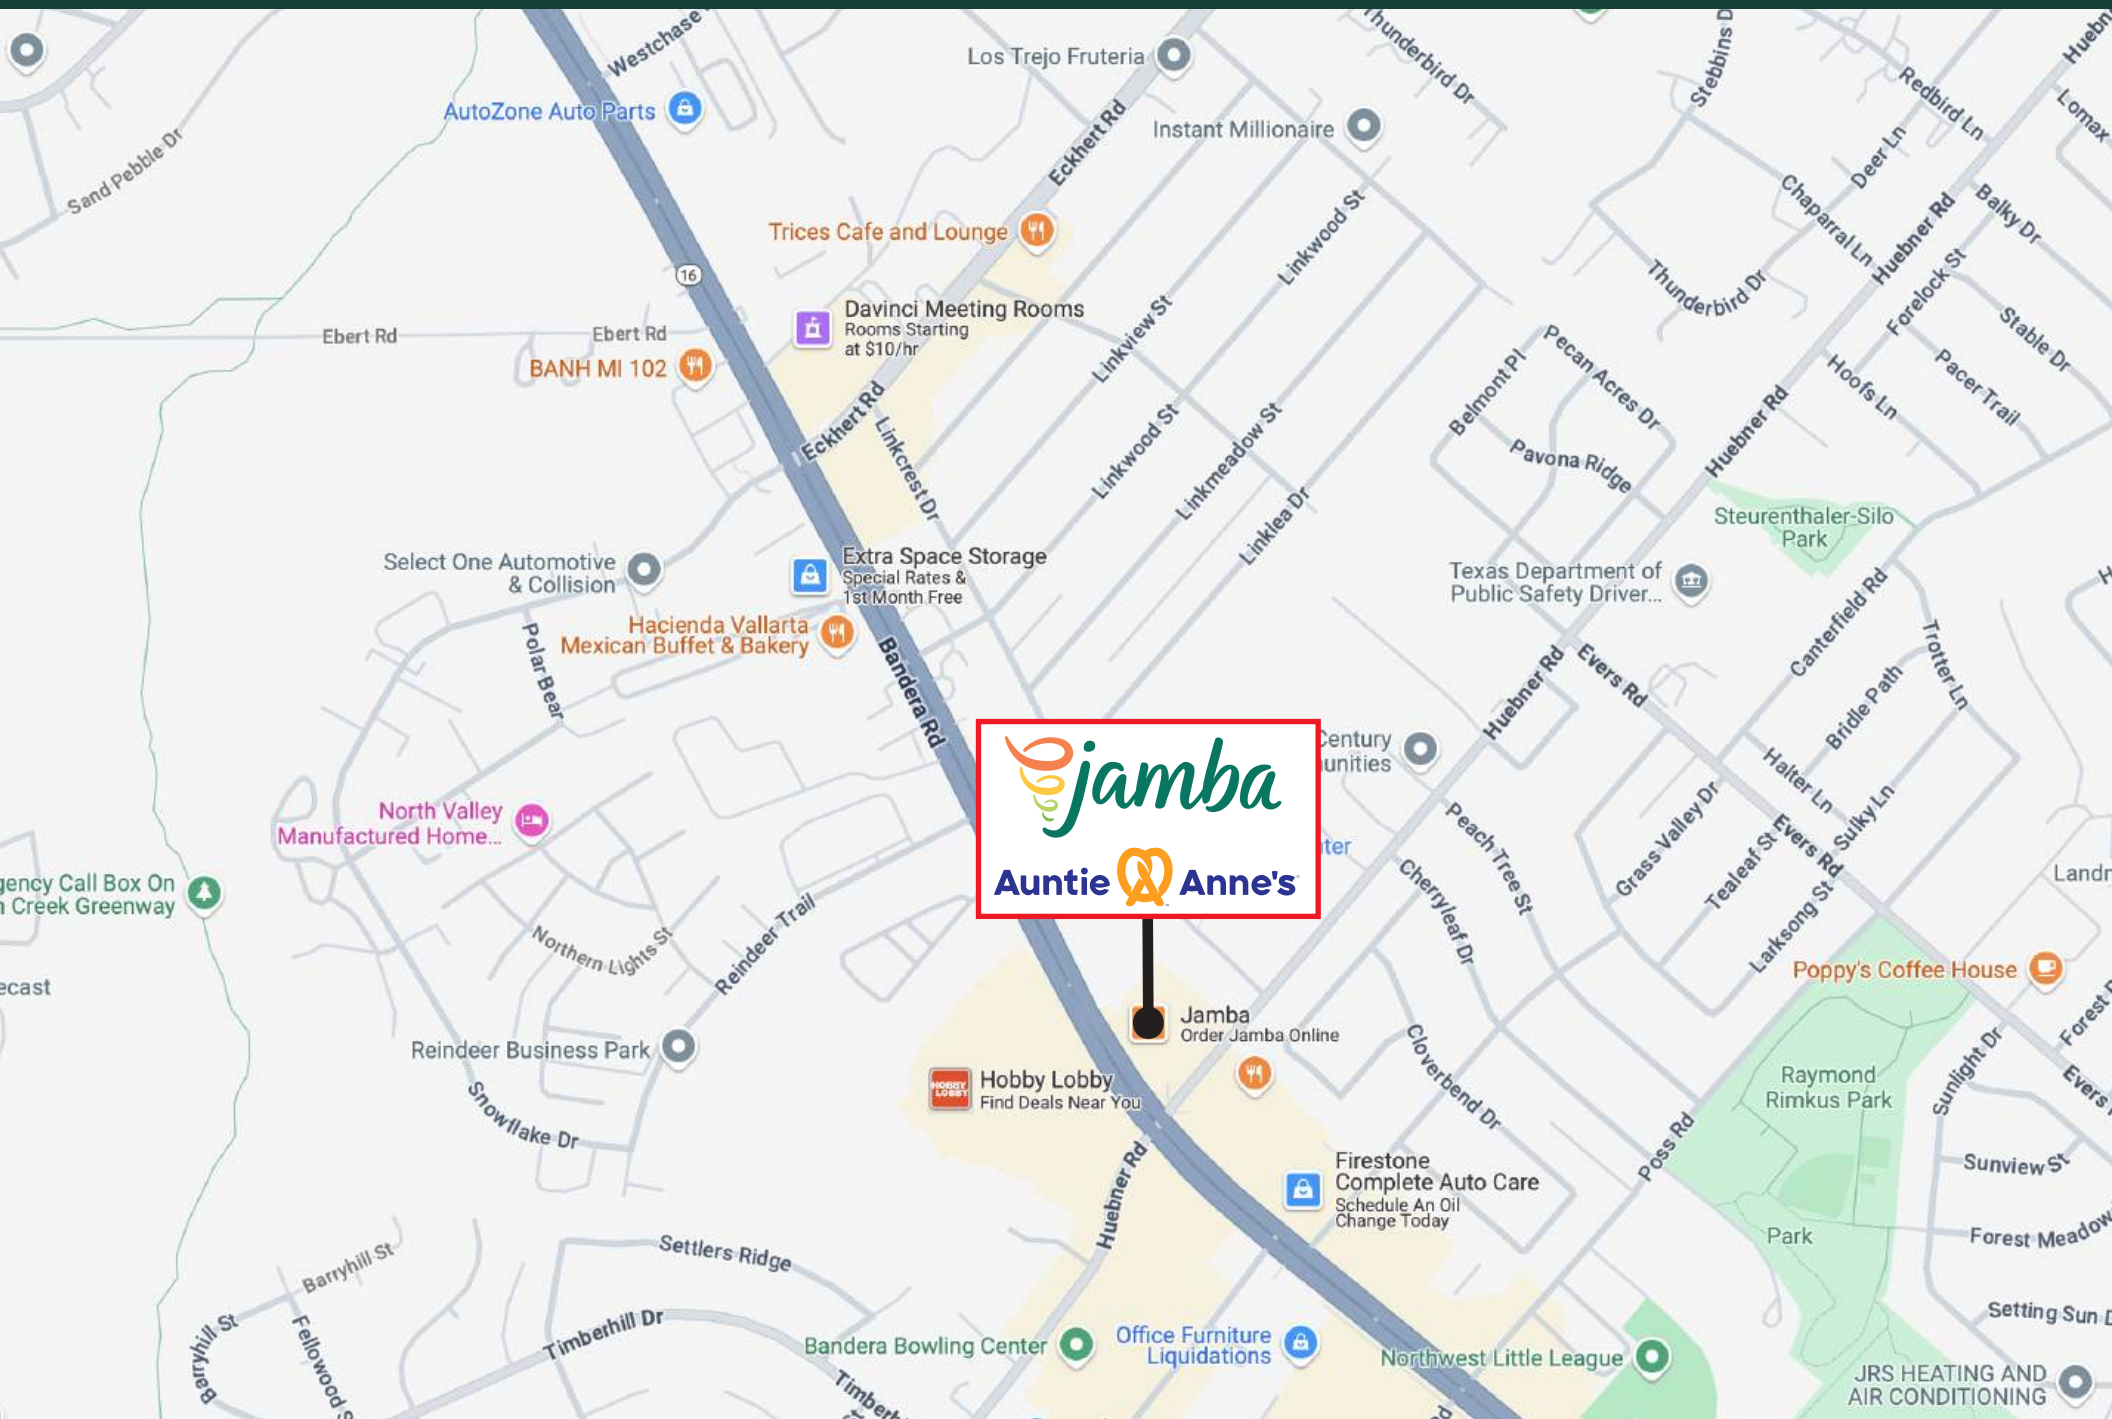 Westchase
Los Trejo Fruteria
Thunderbird Dr
Stebbins D
Huebn
Redbird Ln
Lomax
AutoZone Auto Parts
Instant Millionaire
Eckhert Rd
Deer Ln
Sand Pebble Dr
Chaparral Ln
Huebner Rd
Balky Dr
Trices Cafe and Lounge
Linkwood St
16
Thunderbird Dr
Forelock St
Davinci Meeting Rooms
Rooms Starting
at $10/hr
Ebert Rd
Ebert Rd
Linkview St
Stable Dr
BANH MI 102
Belmont Pl
Pecan Acres Dr
Hoofs Ln
Pacer Trail
Eckhert Rd
Linkcrest Dr
Linkwood St
Linkmeadow St
Huebner Rd
Pavona Ridge
Linklea Dr
Steurenthaler-Silo
Park
Select One Automotive
& Collision
Extra Space Storage
Special Rates &
1st Month Free
Texas Department of
Public Safety Driver...
Hacienda Vallarta
Mexican Buffet & Bakery
Polar Bear
Bandera Rd
Huebner Rd
Evers Rd
Canterfield Rd
Trotter Ln
Bridle Path
jamba
Auntie Anne's
Century
unities
ter
Halter Ln
North Valley
Manufactured Home...
Peach Tree St
Grass Valley Dr
Tealeaf St
Evers Rd
Sulky Ln
Landr
gency Call Box On
n Creek Greenway
Cherryleaf Dr
Larksong St
Northern Lights St
Reindeer Trail
Poppy's Coffee House
ecast
Jamba
Order Jamba Online
Forest
Reindeer Business Park
Hobby Lobby
Find Deals Near You
HOBBY
LOBBY
Cloverbend Dr
Raymond
Rimkus Park
Sunlight Dr
Evers
Snowflake Dr
Huebner Rd
Poss Rd
Firestone
Complete Auto Care
Schedule An Oil
Change Today
Sunview St
Park
Forest Meadow
Settlers Ridge
Barryhill St
Barryhill St
Fellowood S
Timberhill Dr
Setting Sun D
Bandera Bowling Center
Office Furniture
Liquidations
Northwest Little League
JRS HEATING AND
AIR CONDITIONING
Timberh